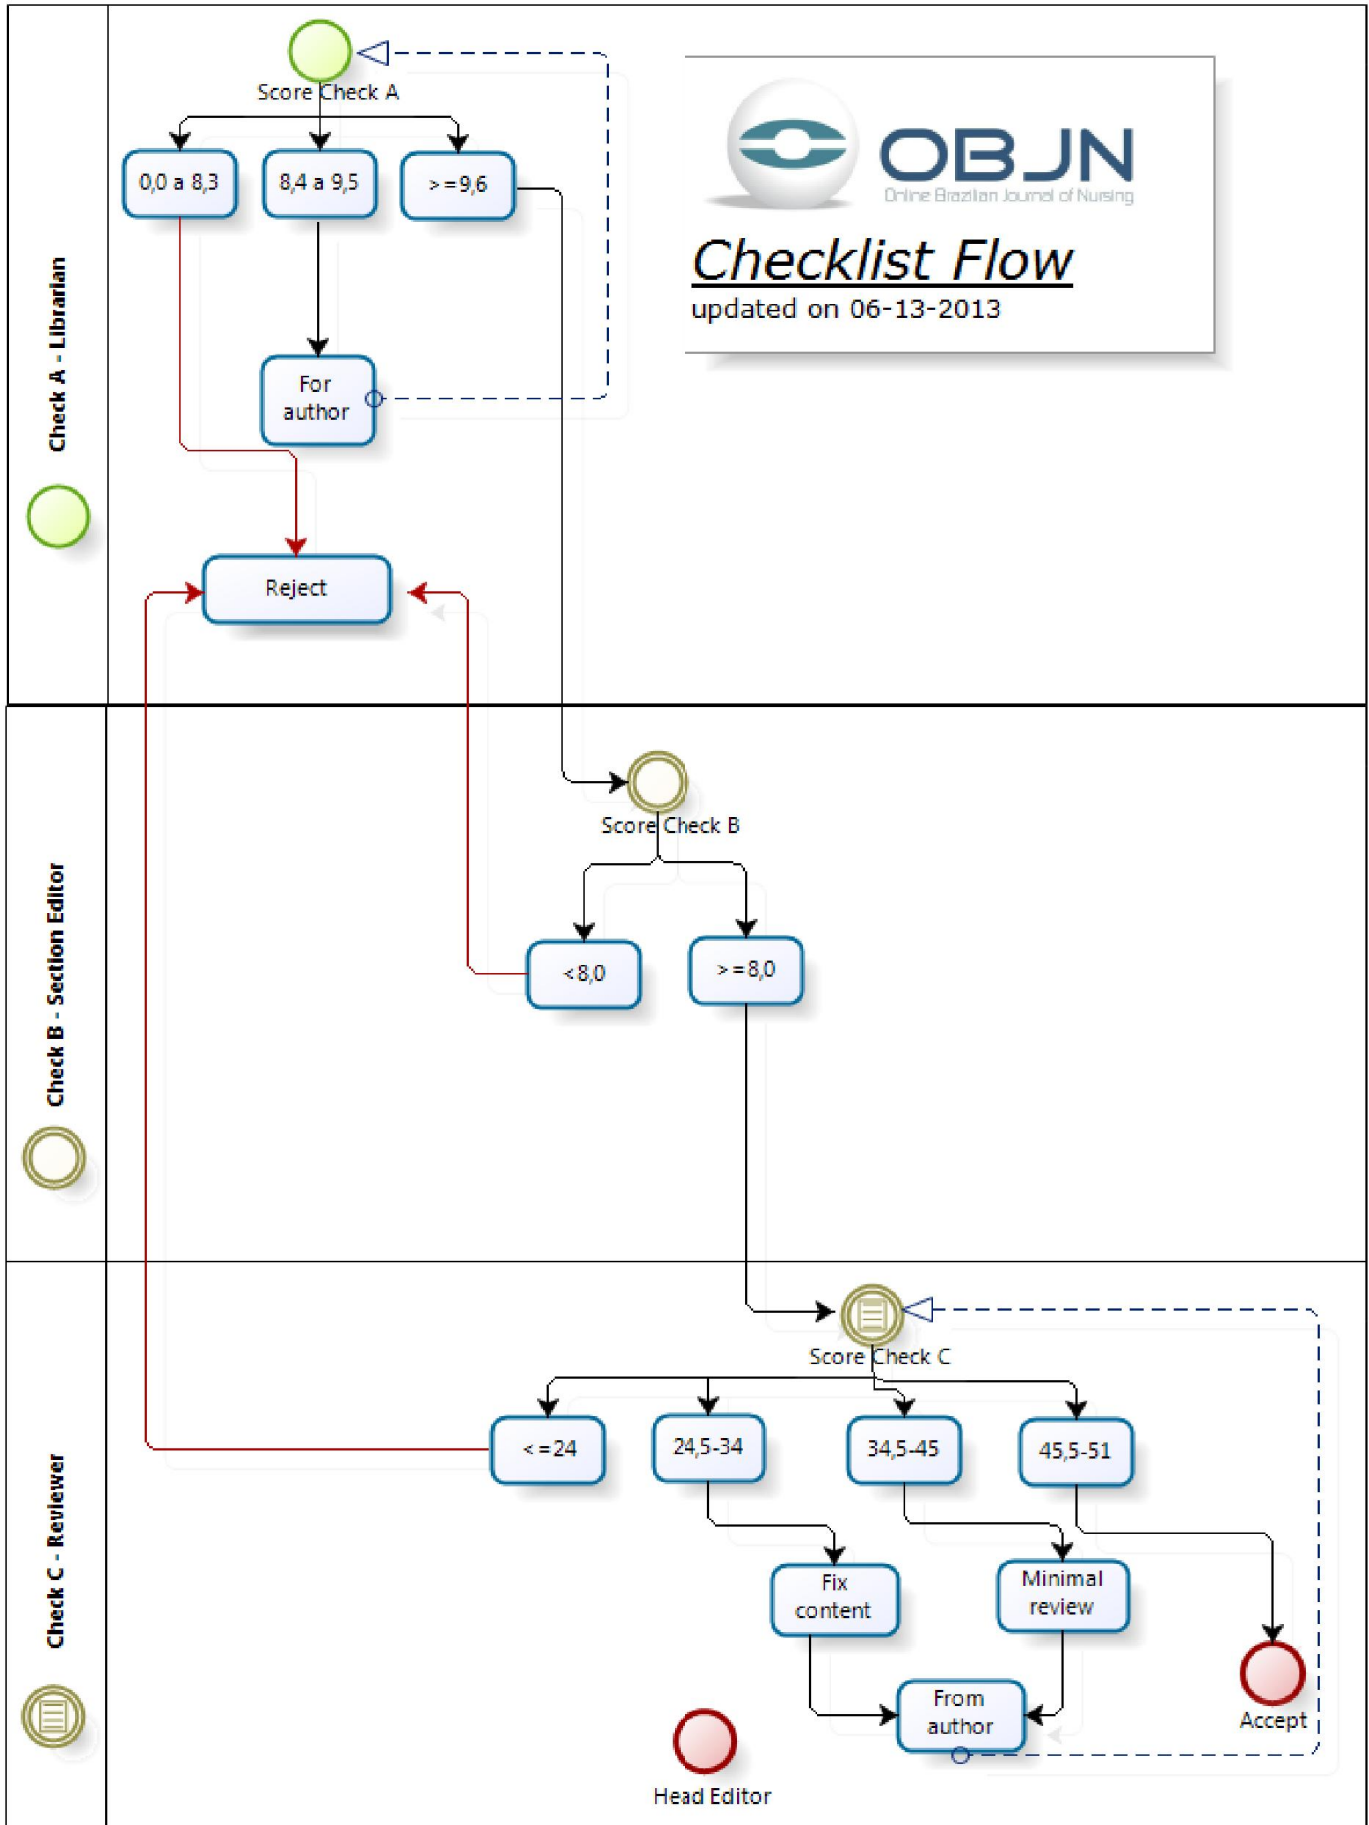 Score Check A
0,0 a 8,3
8,4 a 9,5
>=9,6
OBJN
Online Brazilian Journal of Nursing
Checklist Flow
updated on 06-13-2013
For
author
Reject
Check A - Librarian
Score Check B
<8,0
>=8,0
Check B - Section Editor
Score Check C
<=24
24,5-34
34,5-45
45,5-51
Fix
content
Minimal
review
From
author
Accept
Head Editor
Check C - Reviewer